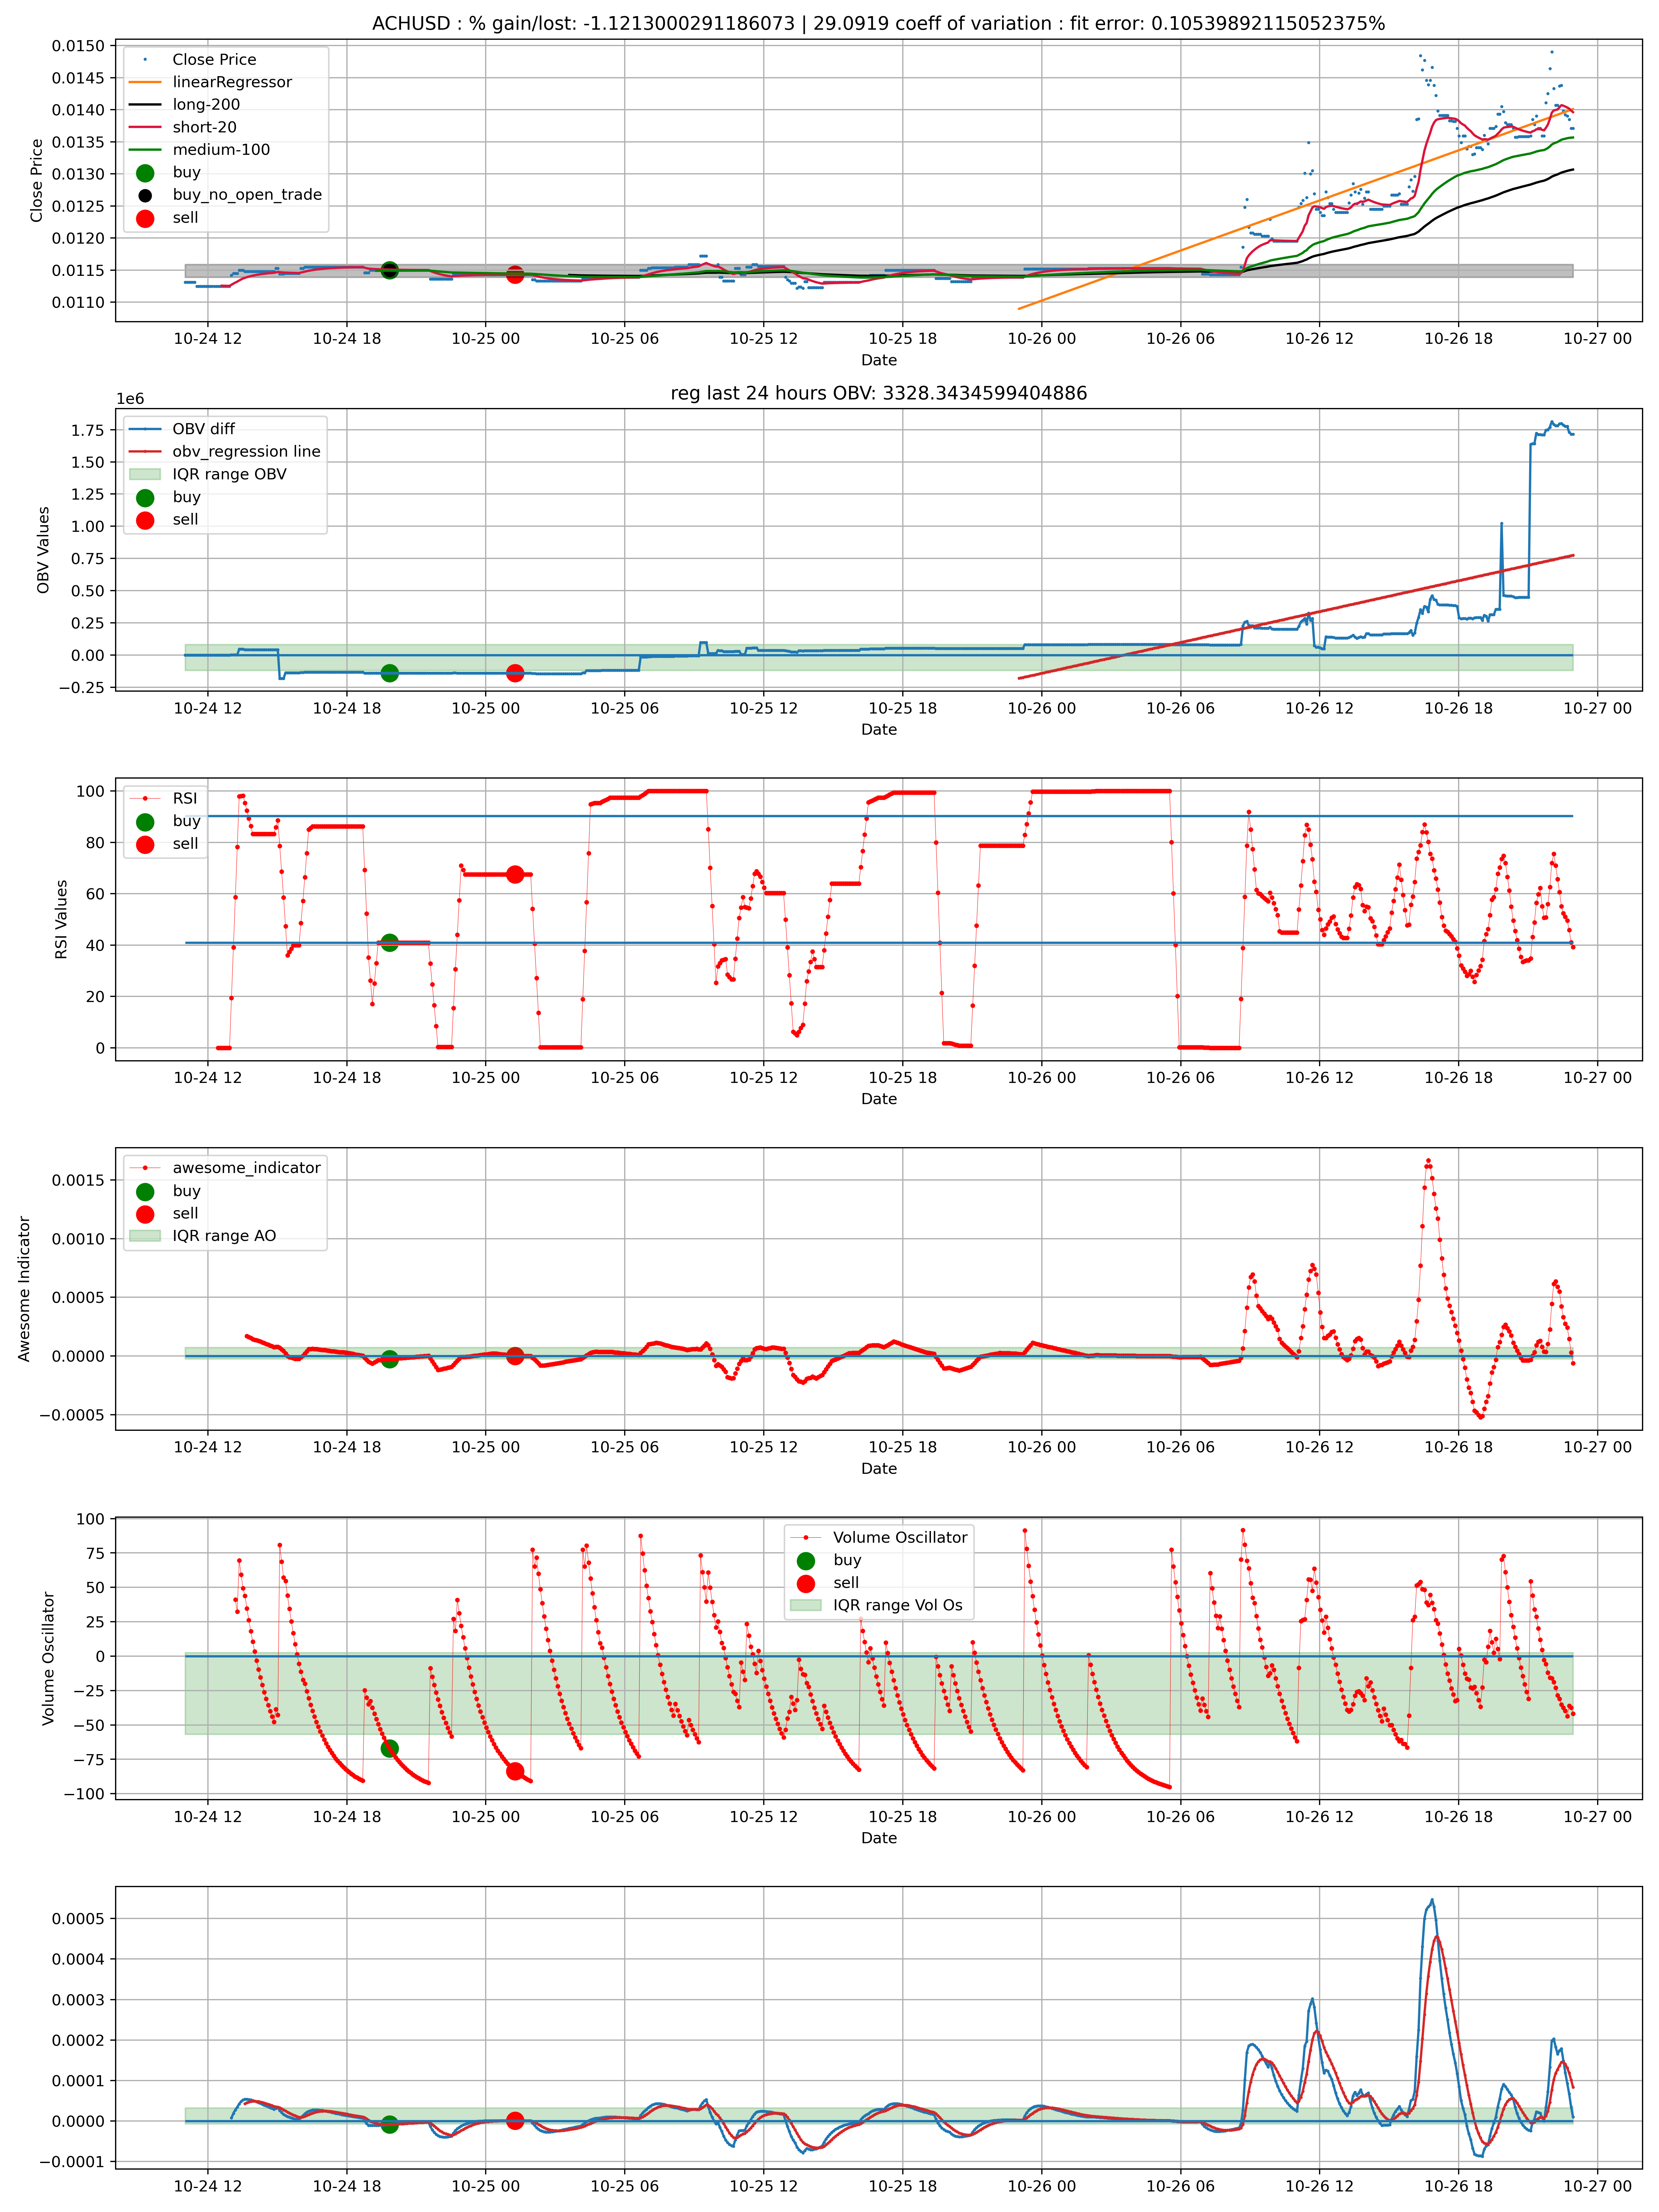 ACHUSD : % gain/lost: -1.1213000291186073 | 29.0919 coeff of variation : fit error: 0.10539892115052375%
0.0150
0.0145
0.0140
0.0135
0.0130
0.0125
0.0120
0.0115
0.0110
Close Price
Close Price
linearRegressor
long-200
short-20
medium-100
buy
buy_no_open_trade
sell
10-24 12 10-24 18 10-25 00 10-25 06 10-25 12 10-25 18 10-26 00 10-26 06 10-26 12 10-26 18 10-27 00
Date
reg last 24 hours OBV: 3328.3434599404886
1e6
1.75
1.50
1.25
1.00
0.75
0.50
0.25
0.00
−0.25
OBV Values
OBV diff
obv_regression line
IQR range OBV
buy
sell
10-24 12 10-24 18 10-25 00 10-25 06 10-25 12 10-25 18 10-26 00 10-26 06 10-26 12 10-26 18 10-27 00
Date
100
80
60
40
20
0
RSI Values
RSI
buy
sell
10-24 12 10-24 18 10-25 00 10-25 06 10-25 12 10-25 18 10-26 00 10-26 06 10-26 12 10-26 18 10-27 00
Date
0.0015
0.0010
0.0005
0.0000
−0.0005
Awesome Indicator
awesome_indicator
buy
sell
IQR range AO
10-24 12 10-24 18 10-25 00 10-25 06 10-25 12 10-25 18 10-26 00 10-26 06 10-26 12 10-26 18 10-27 00
Date
100
75
50
25
0
−25
−50
−75
−100
Volume Oscillator
Volume Oscillator
buy
sell
IQR range Vol Os
10-24 12 10-24 18 10-25 00 10-25 06 10-25 12 10-25 18 10-26 00 10-26 06 10-26 12 10-26 18 10-27 00
Date
0.0005
0.0004
0.0003
0.0002
0.0001
0.0000
−0.0001
10-24 12 10-24 18 10-25 00 10-25 06 10-25 12 10-25 18 10-26 00 10-26 06 10-26 12 10-26 18 10-27 00